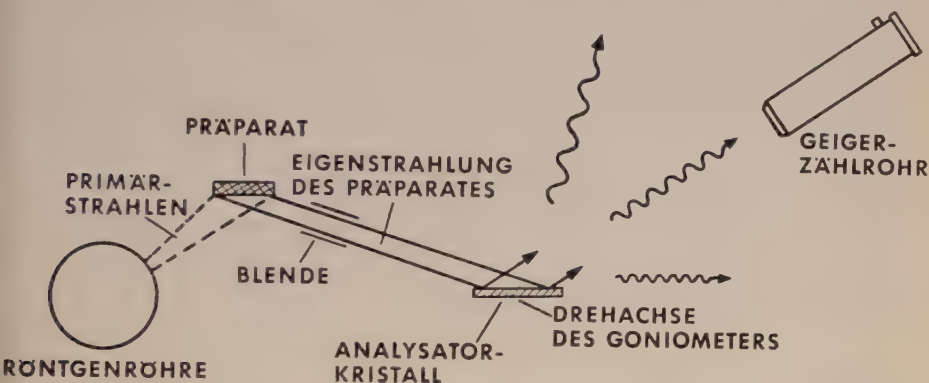 PRÄPARAT
EIGENSTRAHLUNG
DES PRÄPARATES
GEIGER-
ZÄHLROHR
PRIMÄR-
STRAHLEN
BLENDE
DREHACHSE
DES GONIOMETERS
ANALYSATOR-
KRISTALL
RÖNTGENRÖHRE